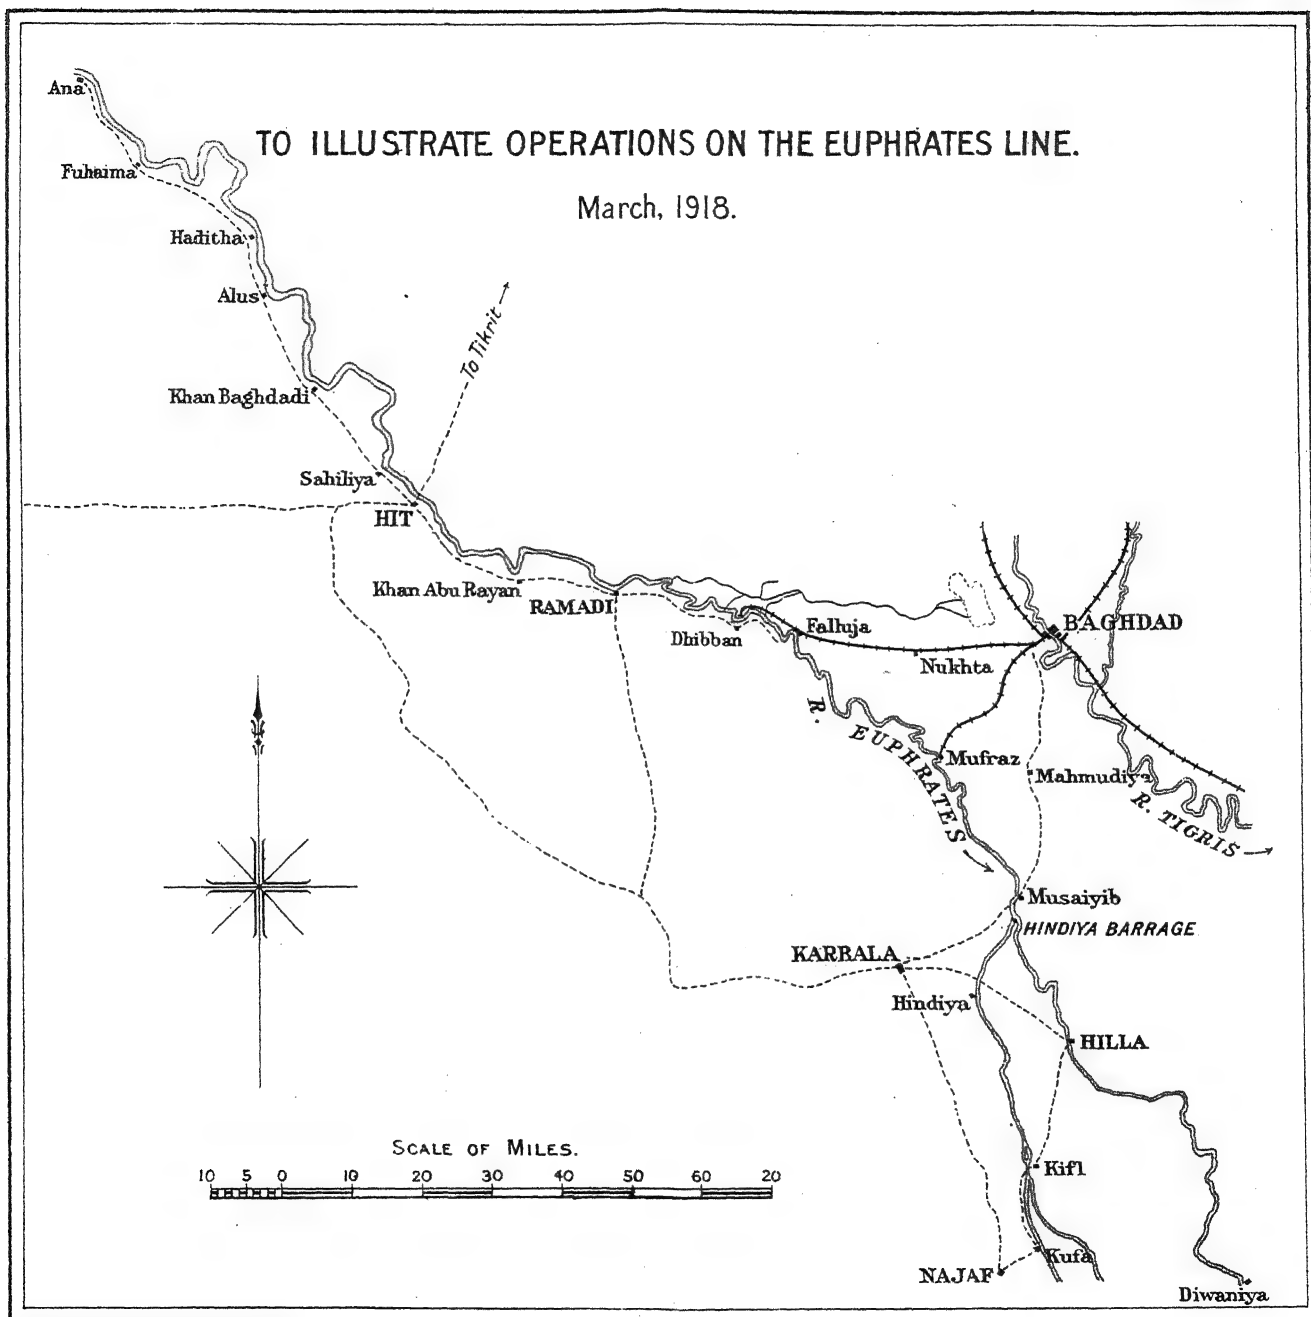 TO ILLUSTRATE OPERATIONS ON THE EUPHRATES LINE.
March, 1918.
Ana
Fuhaima
Haditha
Alus
To Tikrit
Khan Baghdadi
Sahiliya
HIT
Khan Abu Rayan
RAMADI
Dhibban
Falluja
BAGHDAD
Nukhta
R. EUPHRATES
Mufraz
Mahmudiya
R. TIGRIS
Musaiyib
HINDIYA BARRAGE
KARBALA
Hindiya
HILLA
SCALE OF MILES.
10 5 0 10 20 30 40 50 60 20
Kifl
Kufa
NAJAF
Diwaniya